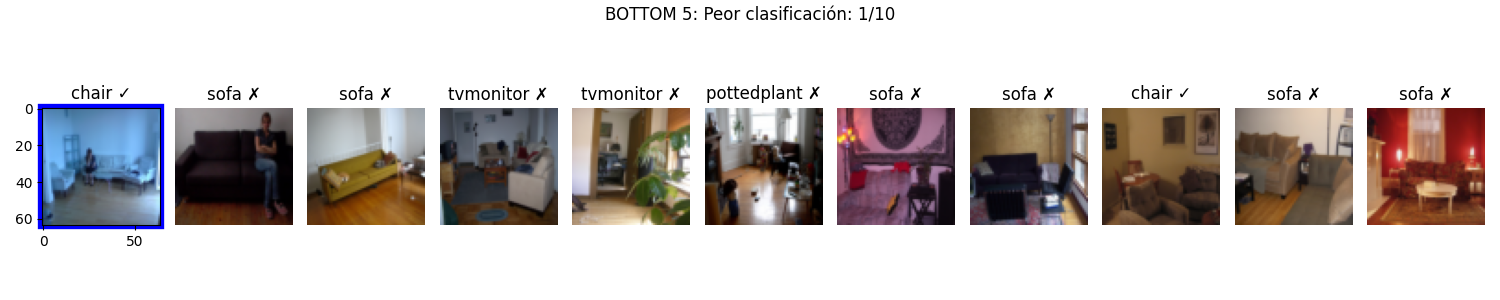 BOTTOM 5: Peor clasificación: 1/10
chair ✓ sofa ✗ sofa ✗ tvmonitor ✗ tvmonitor ✗ pottedplant ✗ sofa ✗ sofa ✗ chair ✓ sofa ✗ sofa ✗
0
20
40
60
0 50